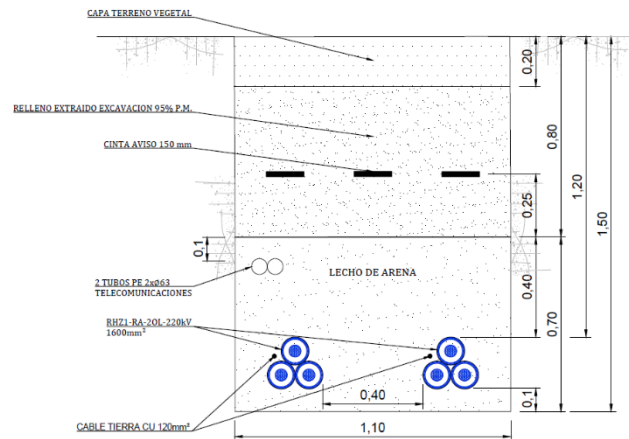 CAPA TERRENO VEGETAL
0,20
RELLENO EXTRAIDO EXCAVACION 95% P.M.
0,80
CINTA AVISO 150 mm
1,20
0,25
1,50
0,1
LECHO DE ARENA
2 TUBOS PE 2xø63
TELECOMUNICACIONES
0,40
RHZ1-RA-2OL-220kV
1600mm²
0,70
0,40
0,1
CABLE TIERRA CU 120mm²
1,10